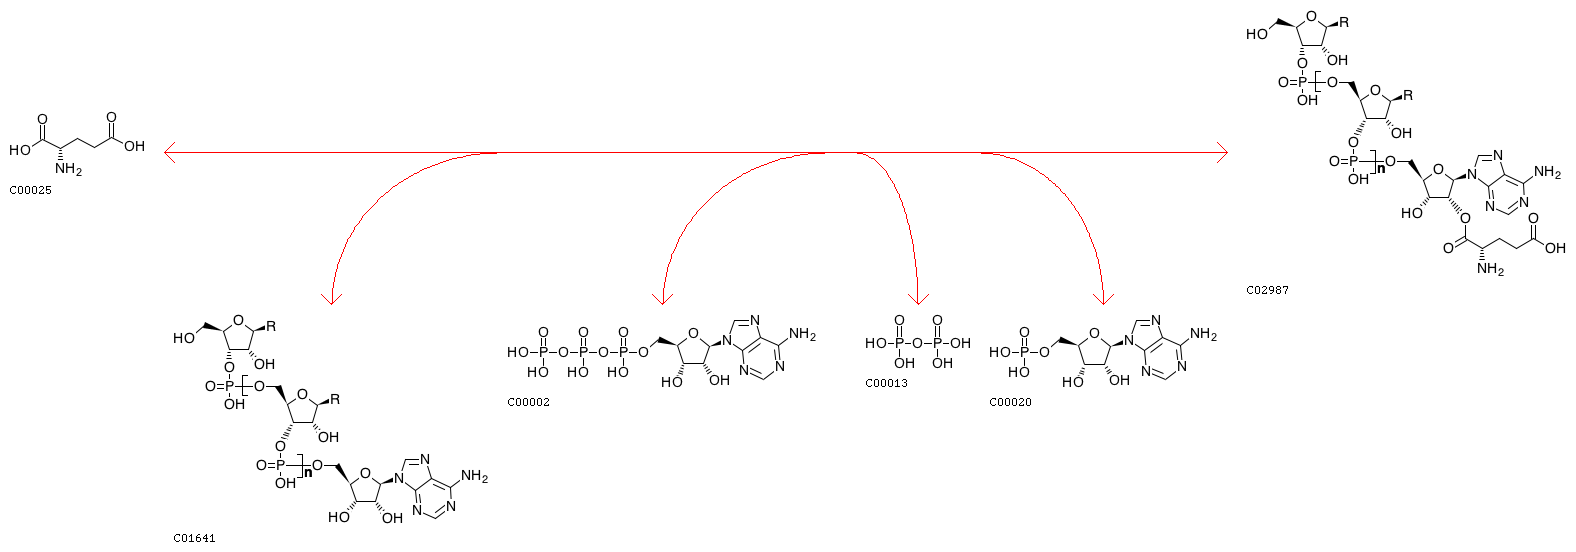 O O
HO OH
NH2
C00025
O R
HO
OH
O
O P O O R
OH
OH
O
O P O O N NH2
OH n N
N N
HO
O
O O
OH
NH2
C02987
O R
HO
OH
O
O P O O R
OH
OH
O
O P O O N NH2
OH n N
N N
HO OH
C01641
O O O O N NH2
HO P O P O P O N
HO HO HO N N
HO OH
C00002
O O
HO P O P OH
OH OH
C00013
O O N NH2
HO P O N
HO N N
HO OH
C00020